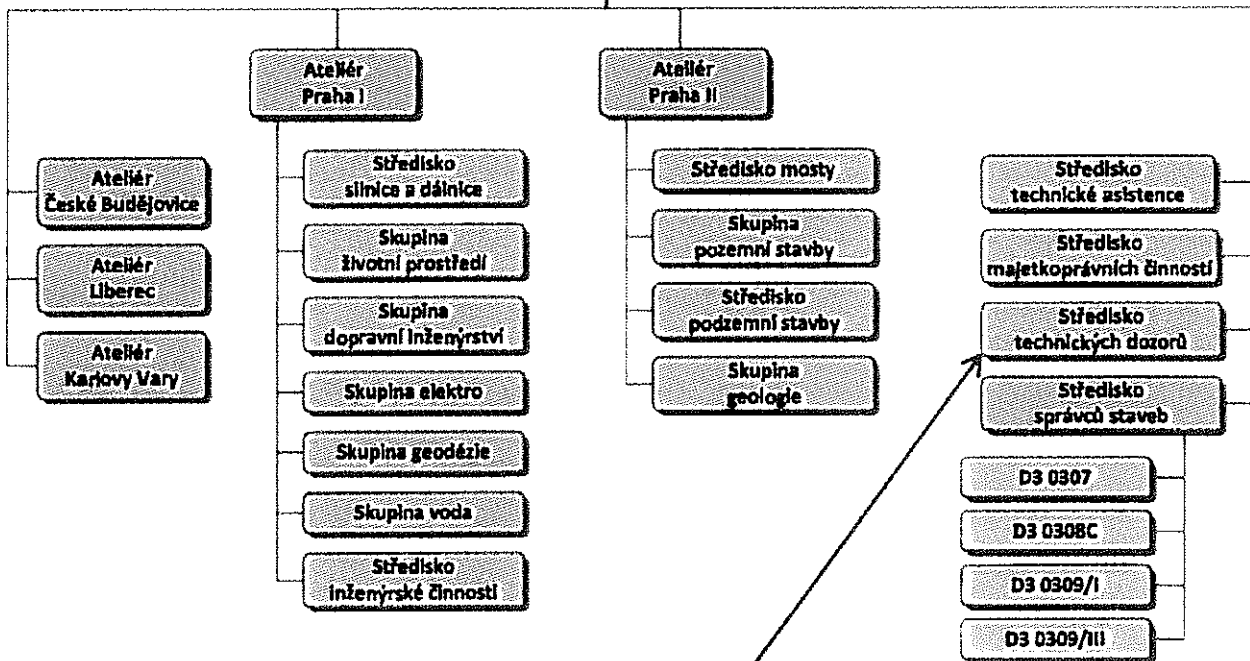 Ateliér
Praha I
Ateliér
Praha II
Ateliér
České Budějovice
Ateliér
Liberec
Ateliér
Karlovy Vary
Středisko
silnice a dálnice
Skupina
životní prostředí
Skupina
dopravní inženýrství
Skupina elektro
Skupina geodézie
Skupina voda
Středisko
inženýrské činnosti
Středisko mosty
Skupina
pozemní stavby
Středisko
podzemní stavby
Skupina
geologie
Středisko
technické asistence
Středisko
majetkoprávních činností
Středisko
technických dozorů
Středisko
správců staveb
D3 0307
D3 0308C
D3 0309/I
D3 0309/III